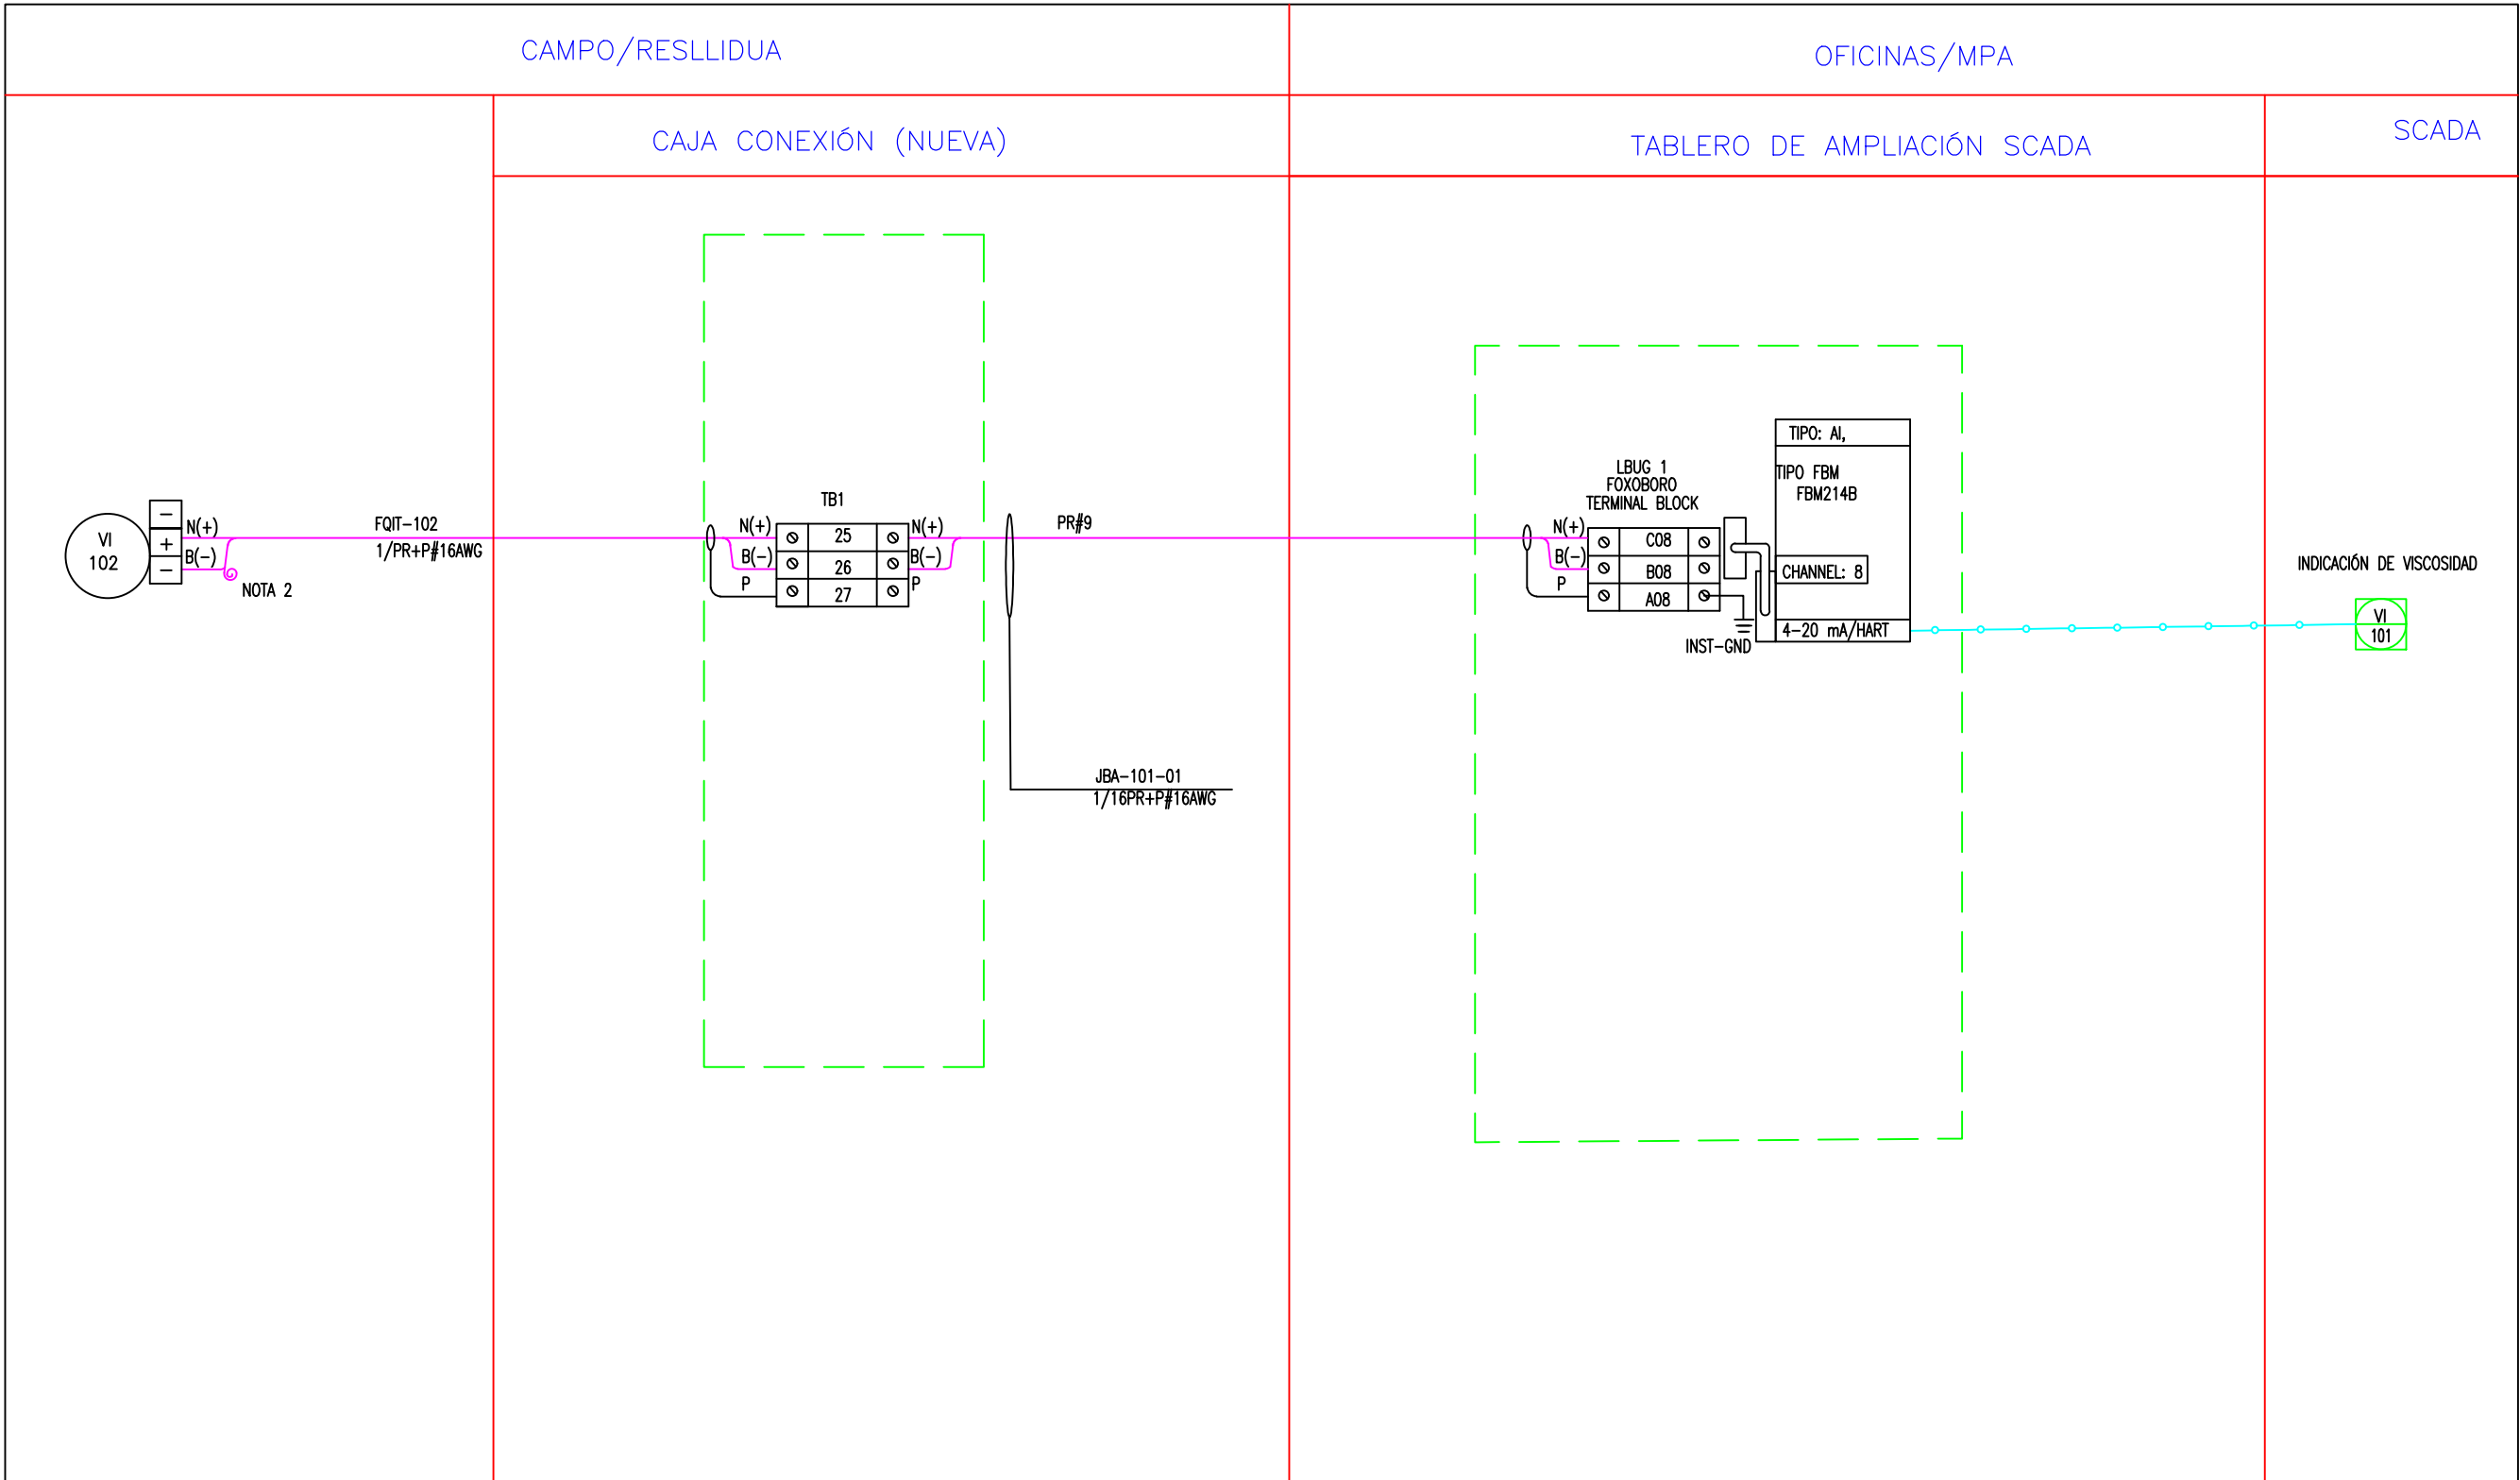 CAMPO/RESLLIDUA
OFICINAS/MPA
CAJA CONEXIÓN (NUEVA)
TABLERO DE AMPLIACIÓN SCADA
SCADA
VI
102
−
+
−
N(+)
B(-)
NOTA 2
FQIT-102
1/PR+P#16AWG
TB1
N(+)
B(-)
P
25
26
27
N(+)
B(-)
P
PR#9
JBA-101-01
1/16PR+P#16AWG
LBUG 1
FOXOBORO
TERMINAL BLOCK
N(+)
B(-)
P
C08
B08
A08
INST-GND
TIPO: AI,
TIPO FBM
FBM214B
CHANNEL: 8
4-20 mA/HART
INDICACIÓN DE VISCOSIDAD
VI
101